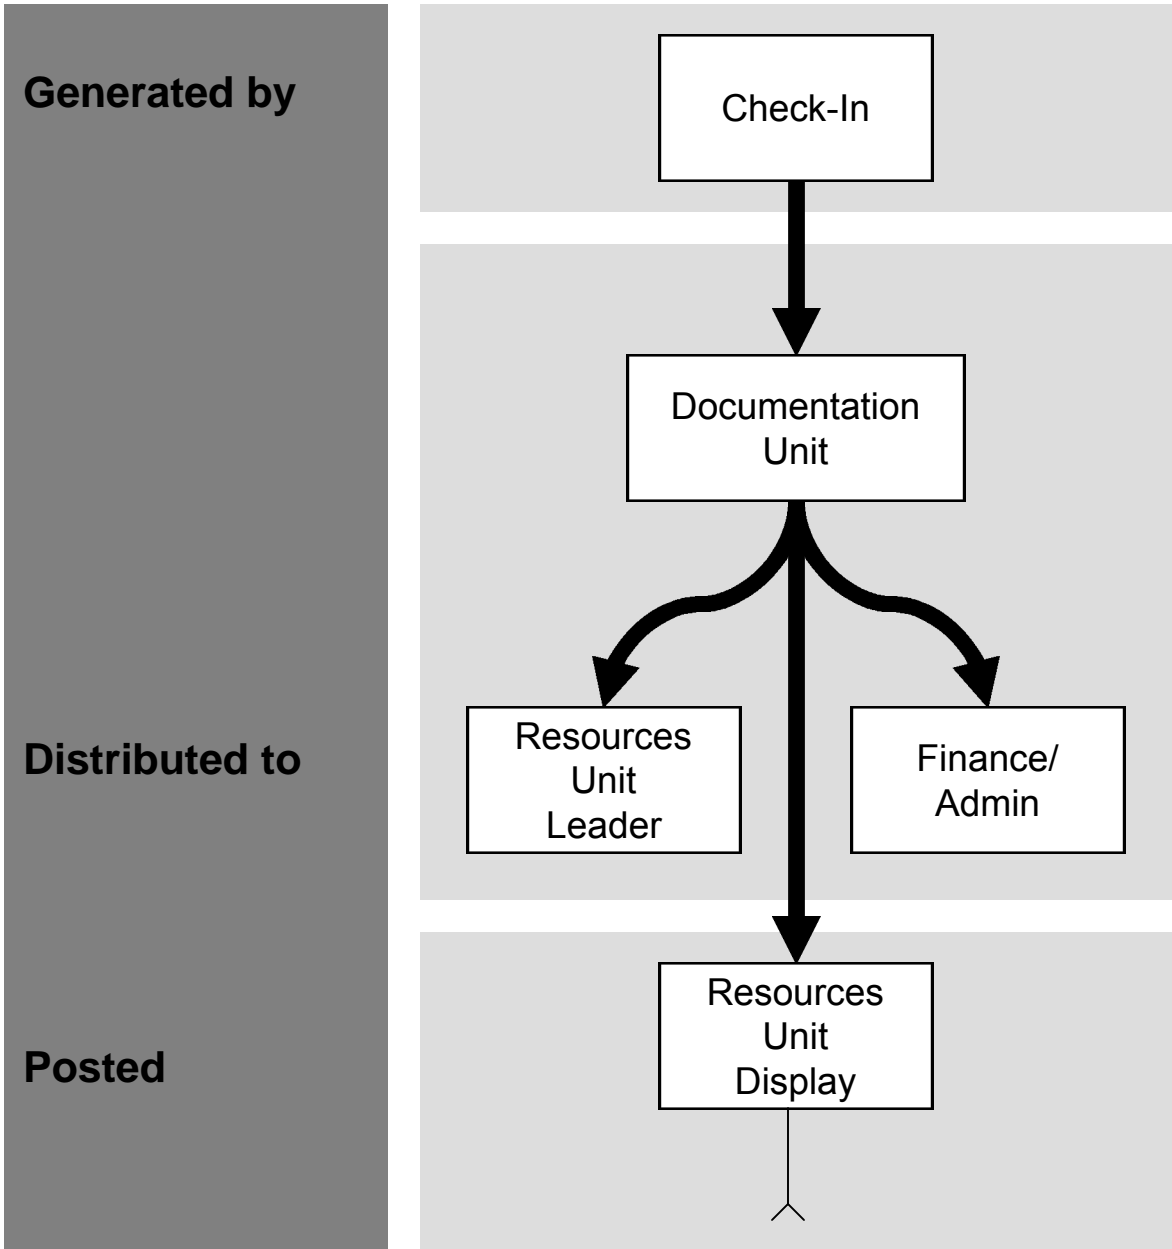 Generated by
Check-In
Documentation
Unit
Distributed to
Resources
Unit
Leader
Finance/
Admin
Posted
Resources
Unit
Display